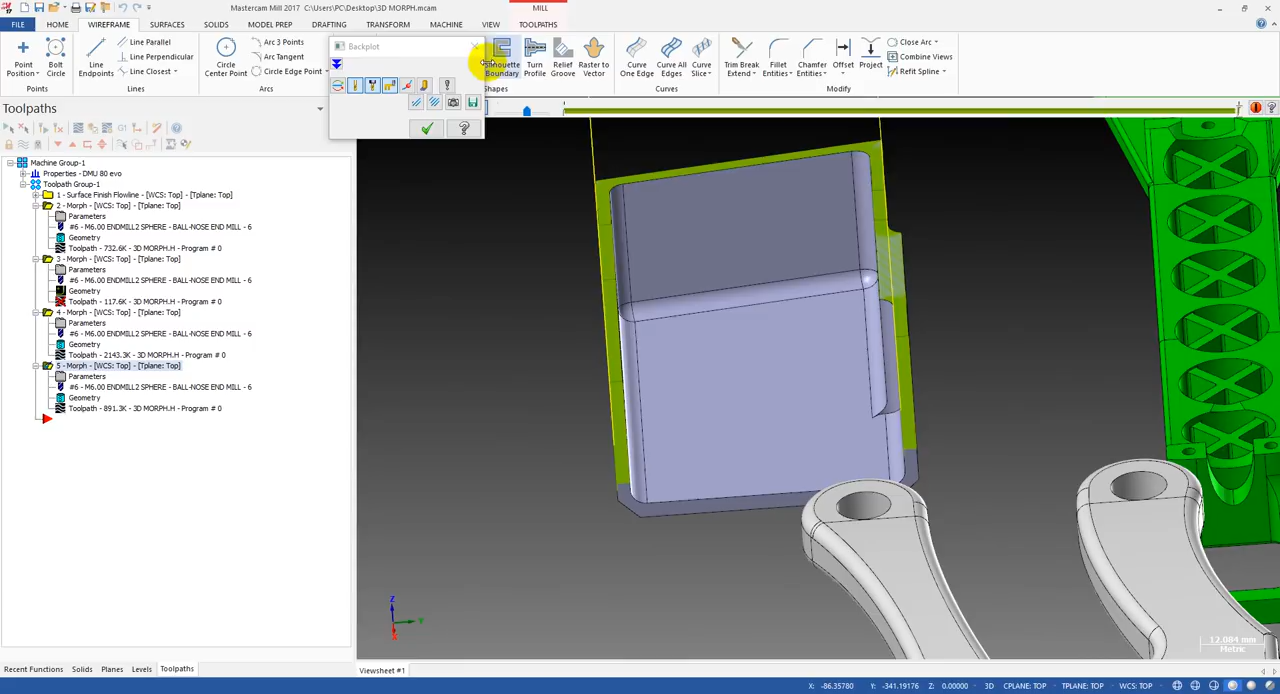 Mastercam Mill 2017 C:\Users\PC\Desktop\3D MORPH.mcam
MILL
FILE
HOME
WIREFRAME
SURFACES
SOLIDS
MODEL PREP
DRAFTING
TRANSFORM
MACHINE
VIEW
TOOLPATHS
Point
Position
Bolt
Circle
Points
Line
Endpoints
Line Parallel
Line Perpendicular
Line Closest
Lines
Circle
Center Point
Arc 3 Points
Arc Tangent
Circle Edge Point
Arcs
Backplot
Silhouette
Boundary
Turn
Profile
Relief
Groove
Raster to
Vector
Shapes
Curve
One Edge
Curve All
Edges
Curve
Slice
Curves
Trim Break
Extend
Fillet
Entities
Chamfer
Entities
Offset
Project
Close Arc
Combine Views
Refit Spline
Modify
Toolpaths
Machine Group-1
Properties - DMU 80 evo
Toolpath Group-1
1 - Surface Finish Flowline - [WCS: Top] - [Tplane: Top]
2 - Morph - [WCS: Top] - [Tplane: Top]
Parameters
#6 - M6.00 ENDMILL2 SPHERE - BALL-NOSE END MILL - 6
Geometry
Toolpath - 732.6K - 3D MORPH.H - Program # 0
3 - Morph - [WCS: Top] - [Tplane: Top]
Parameters
#6 - M6.00 ENDMILL2 SPHERE - BALL-NOSE END MILL - 6
Geometry
Toolpath - 117.6K - 3D MORPH.H - Program # 0
4 - Morph - [WCS: Top] - [Tplane: Top]
Parameters
#6 - M6.00 ENDMILL2 SPHERE - BALL-NOSE END MILL - 6
Geometry
Toolpath - 2143.3K - 3D MORPH.H - Program # 0
5 - Morph - [WCS: Top] - [Tplane: Top]
Parameters
#6 - M6.00 ENDMILL2 SPHERE - BALL-NOSE END MILL - 6
Geometry
Toolpath - 891.3K - 3D MORPH.H - Program # 0
G1
Z
Y
X
12.084 mm
Metric
Recent Functions
Solids
Planes
Levels
Toolpaths
Viewsheet #1
X: -86.35780
Y: -341.19176
Z: 0.00000
3D
CPLANE: TOP
TPLANE: TOP
WCS: TOP